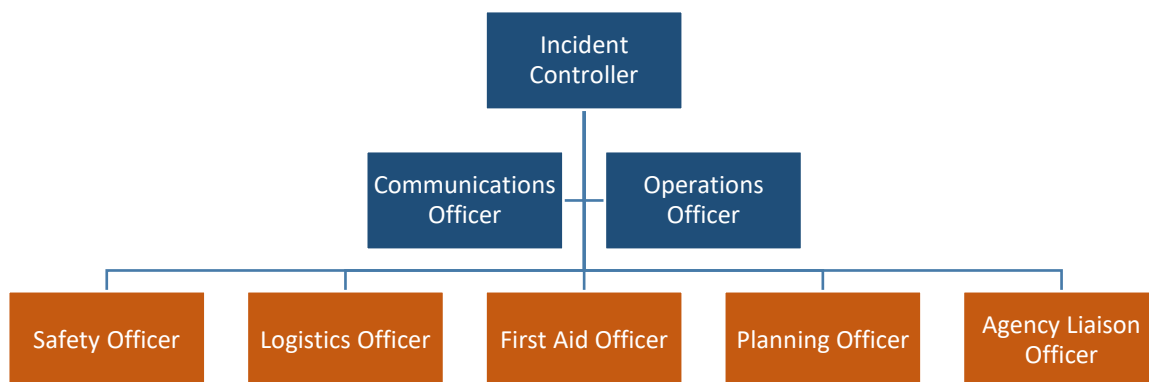 Incident
Controller
Communications
Officer
Operations
Officer
Safety Officer
Logistics Officer
First Aid Officer
Planning Officer
Agency Liaison
Officer